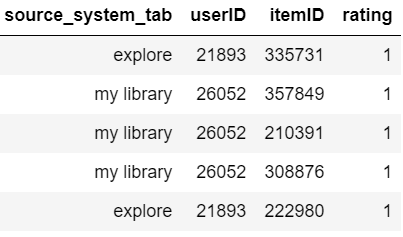 source_system_tab userID itemID rating
explore 21893 335731 1
my library 26052 357849 1
my library 26052 210391 1
my library 26052 308876 1
explore 21893 222980 1